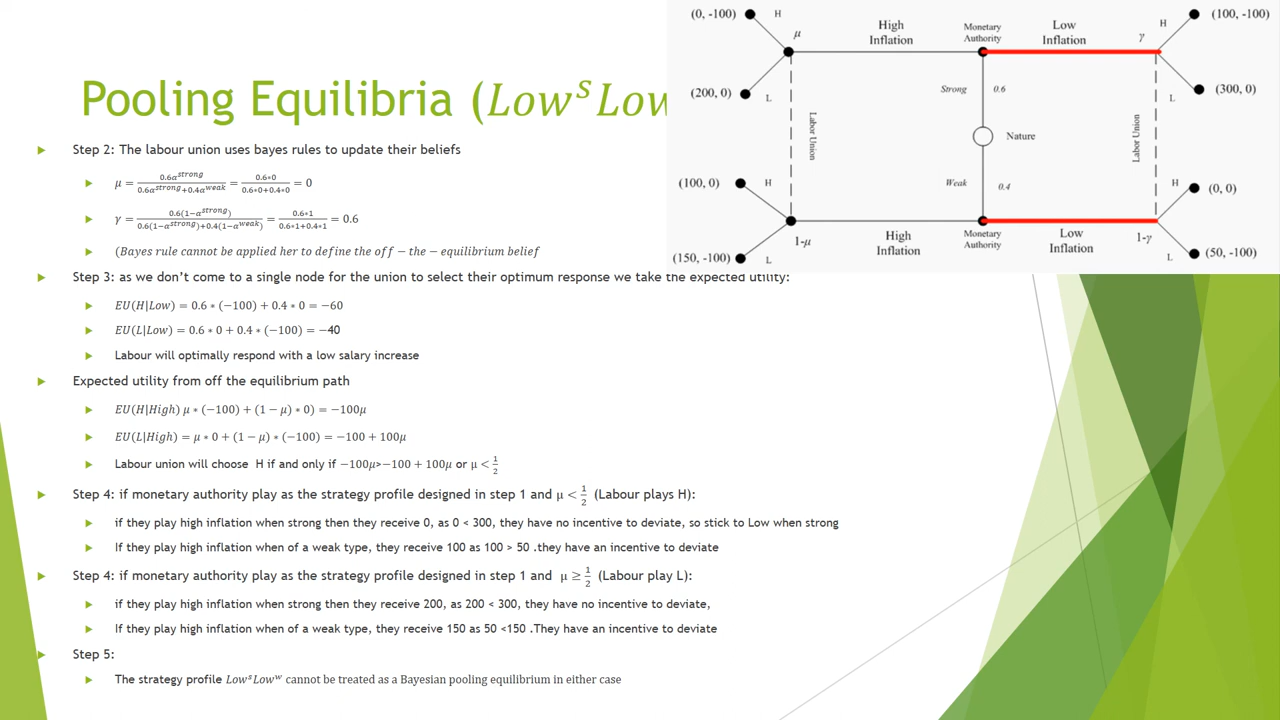 Pooling Equilibria (Lowˢ Low
Step 2: The labour union uses bayes rules to update their beliefs
μ = 0.6α^strong / 0.6α^strong+0.4α^weak = 0.6∗0 / 0.6∗0+0.4∗0 = 0
γ = 0.6(1−α^strong) / 0.6(1−α^strong)+0.4(1−α^weak) = 0.6∗1 / 0.6∗1+0.4∗1 = 0.6
(Bayes rule cannot be applied her to define the off − the − equilibrium belief
Step 3: as we don’t come to a single node for the union to select their optimum response we take the expected utility:
EU(H|Low) = 0.6 ∗ (−100) + 0.4 ∗ 0 = −60
EU(L|Low) = 0.6 ∗ 0 + 0.4 ∗ (−100) = −40
Labour will optimally respond with a low salary increase
Expected utility from off the equilibrium path
EU(H|High) μ ∗ (−100) + (1 − μ) ∗ 0) = −100μ
EU(L|High) = μ ∗ 0 + (1 − μ) ∗ (−100) = −100 + 100μ
Labour union will choose H if and only if −100μ>−100 + 100μ or μ < 1/2
Step 4: if monetary authority play as the strategy profile designed in step 1 and μ < 1/2 (Labour plays H):
if they play high inflation when strong then they receive 0, as 0 < 300, they have no incentive to deviate, so stick to Low when strong
If they play high inflation when of a weak type, they receive 100 as 100 > 50 .they have an incentive to deviate
Step 4: if monetary authority play as the strategy profile designed in step 1 and μ ≥ 1/2 (Labour play L):
if they play high inflation when strong then they receive 200, as 200 < 300, they have no incentive to deviate,
If they play high inflation when of a weak type, they receive 150 as 50 <150 .They have an incentive to deviate
Step 5:
The strategy profile LowˢLowʷ cannot be treated as a Bayesian pooling equilibrium in either case
(0, -100)
H
μ
High
Inflation
Monetary
Authority
Low
Inflation
γ
H
(100, -100)
(200, 0)
L
Strong
0.6
L
(300, 0)
Labor Union
Nature
Labor Union
(100, 0)
H
Weak
0.4
H
(0, 0)
(150, -100)
L
1-μ
High
Inflation
Monetary
Authority
Low
Inflation
1-γ
L
(50, -100)